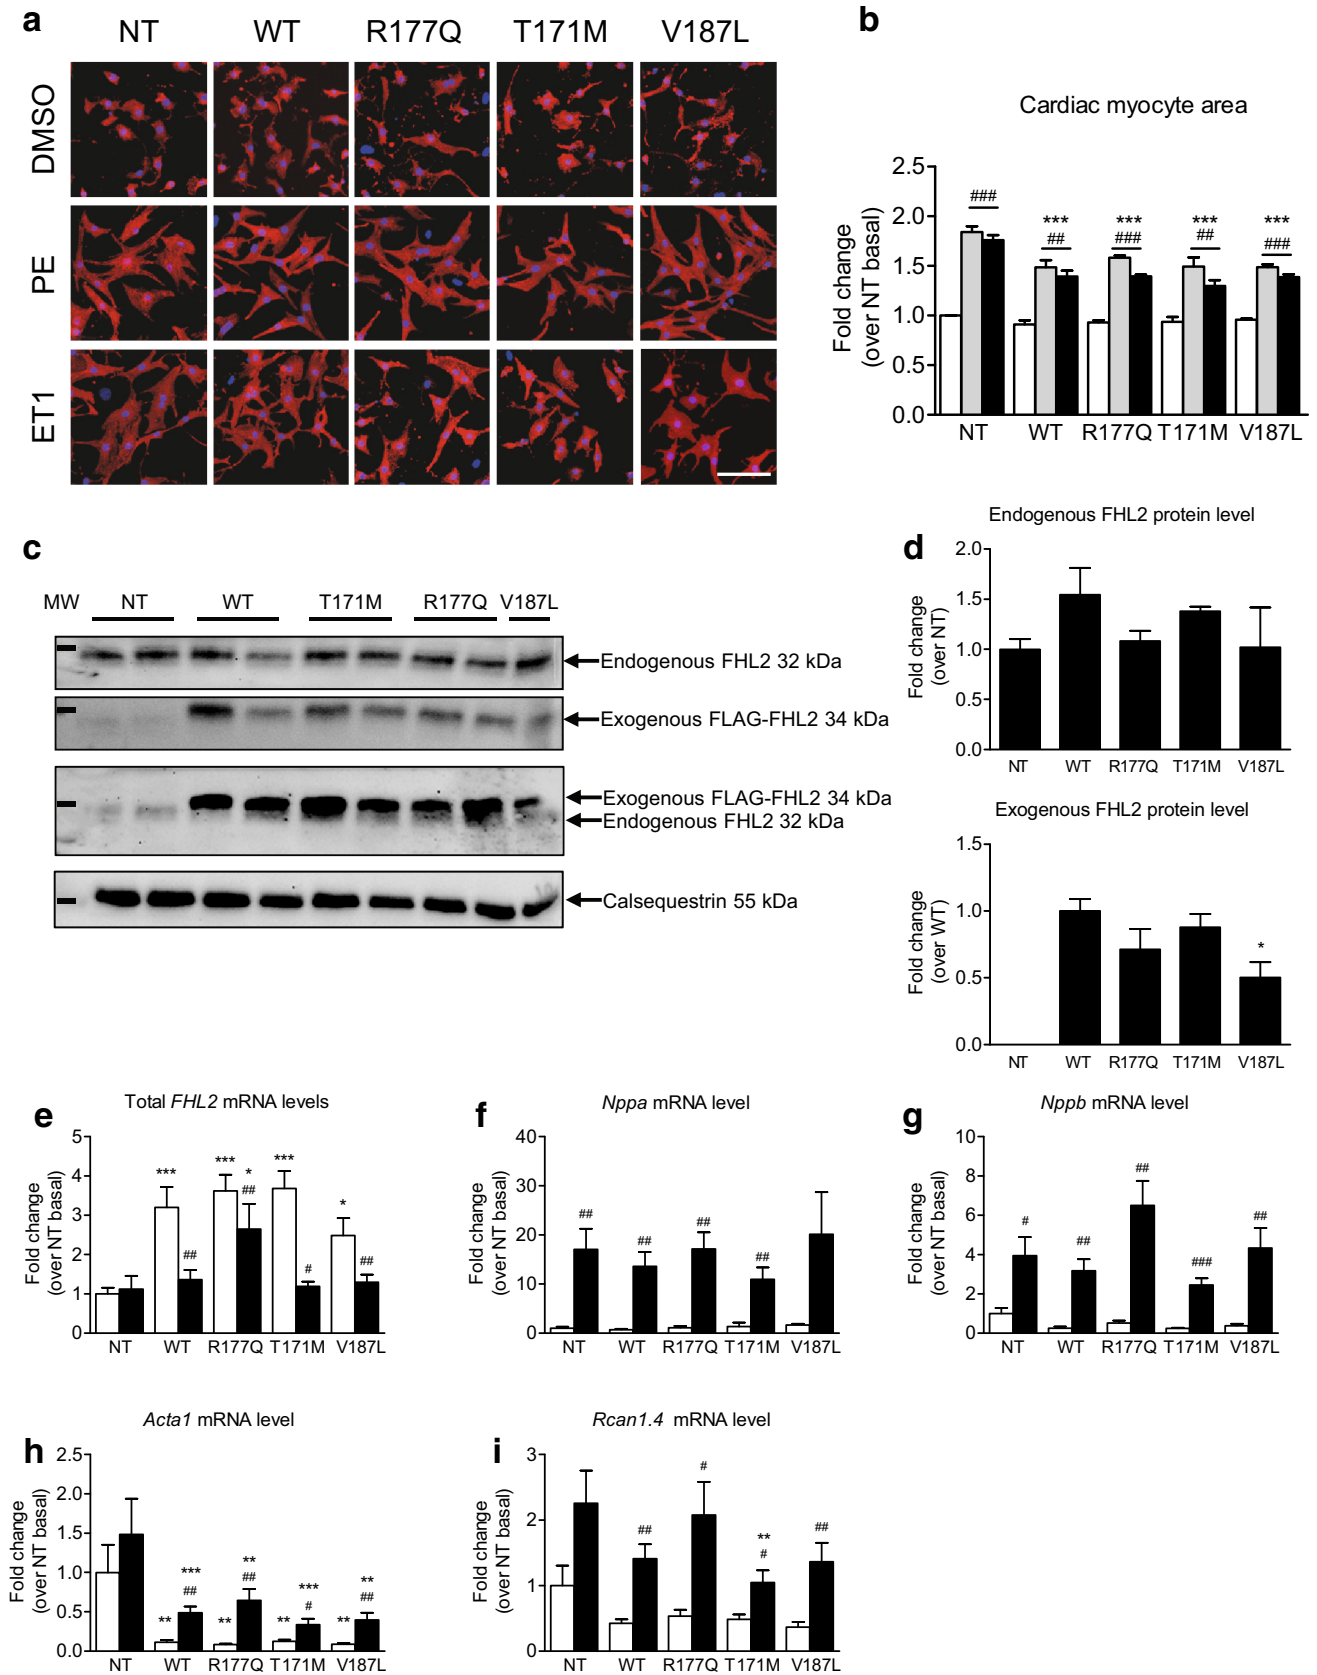 a
NT WT R177Q T171M V187L
DMSO
PE
ET1
b
Cardiac myocyte area
Fold change
(over NT basal)
2.5
2.0
1.5
1.0
0.5
0.0
###
***
##
***
###
***
##
***
###
NT WT R177Q T171M V187L
c
MW NT WT T171M R177Q V187L
Endogenous FHL2 32 kDa
Exogenous FLAG-FHL2 34 kDa
Exogenous FLAG-FHL2 34 kDa
Endogenous FHL2 32 kDa
Calsequestrin 55 kDa
d
Endogenous FHL2 protein level
Fold change
(over NT)
2.0
1.5
1.0
0.5
0.0
NT WT R177Q T171M V187L
Exogenous FHL2 protein level
Fold change
(over WT)
1.5
1.0
0.5
0.0
*
NT WT R177Q T171M V187L
e
Total FHL2 mRNA levels
Fold change
(over NT basal)
5
4
3
2
1
0
***
##
***
*
##
***
#
*
##
NT WT R177Q T171M V187L
f
Nppa mRNA level
Fold change
(over NT basal)
40
30
20
10
0
##
##
##
##
NT WT R177Q T171M V187L
g
Nppb mRNA level
Fold change
(over NT basal)
10
8
6
4
2
0
#
##
##
###
##
NT WT R177Q T171M V187L
h
Acta1 mRNA level
Fold change
(over NT basal)
2.5
2.0
1.5
1.0
0.5
0.0
**
***
##
**
**
##
**
***
#
**
**
##
NT WT R177Q T171M V187L
i
Rcan1.4 mRNA level
Fold change
(over NT basal)
3
2
1
0
##
#
**
#
##
NT WT R177Q T171M V187L